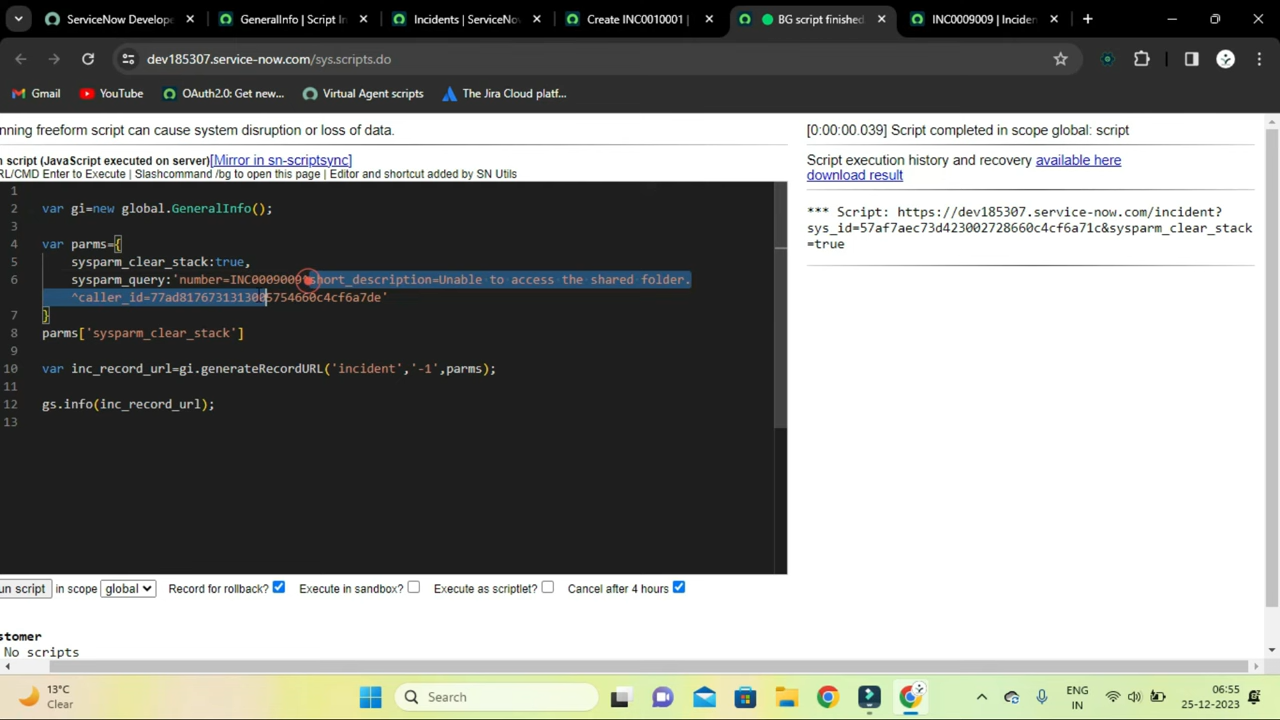 ServiceNow Develope
GeneralInfo | Script In
Incidents | ServiceNo
Create INC0010001 |
BG script finished
INC0009009 | Inciden
dev185307.service-now.com/sys.scripts.do
Gmail
YouTube
OAuth2.0: Get new...
Virtual Agent scripts
The Jira Cloud platf...
nning freeform script can cause system disruption or loss of data.
n script (JavaScript executed on server)[Mirror in sn-scriptsync]
RL/CMD Enter to Execute | Slashcommand /bg to open this page | Editor and shortcut added by SN Utils
1
2 var gi=new global.GeneralInfo();
3
4 var parms={
5 sysparm_clear_stack:true,
6 sysparm_query:'number=INC0009009^short_description=Unable to access the shared folder.
^caller_id=77ad8176731313005754660c4cf6a7de'
7 }
8 parms['sysparm_clear_stack']
9
10 var inc_record_url=gi.generateRecordURL('incident','-1',parms);
11
12 gs.info(inc_record_url);
13
un script in scope global Record for rollback? Execute in sandbox? Execute as scriptlet? Cancel after 4 hours
stomer
No scripts
[0:00:00.039] Script completed in scope global: script
Script execution history and recovery available here
download result
*** Script: https://dev185307.service-now.com/incident?
sys_id=57af7aec73d423002728660c4cf6a71c&sysparm_clear_stack
=true
13°C
Clear
Search
ENG
IN
06:55
25-12-2023